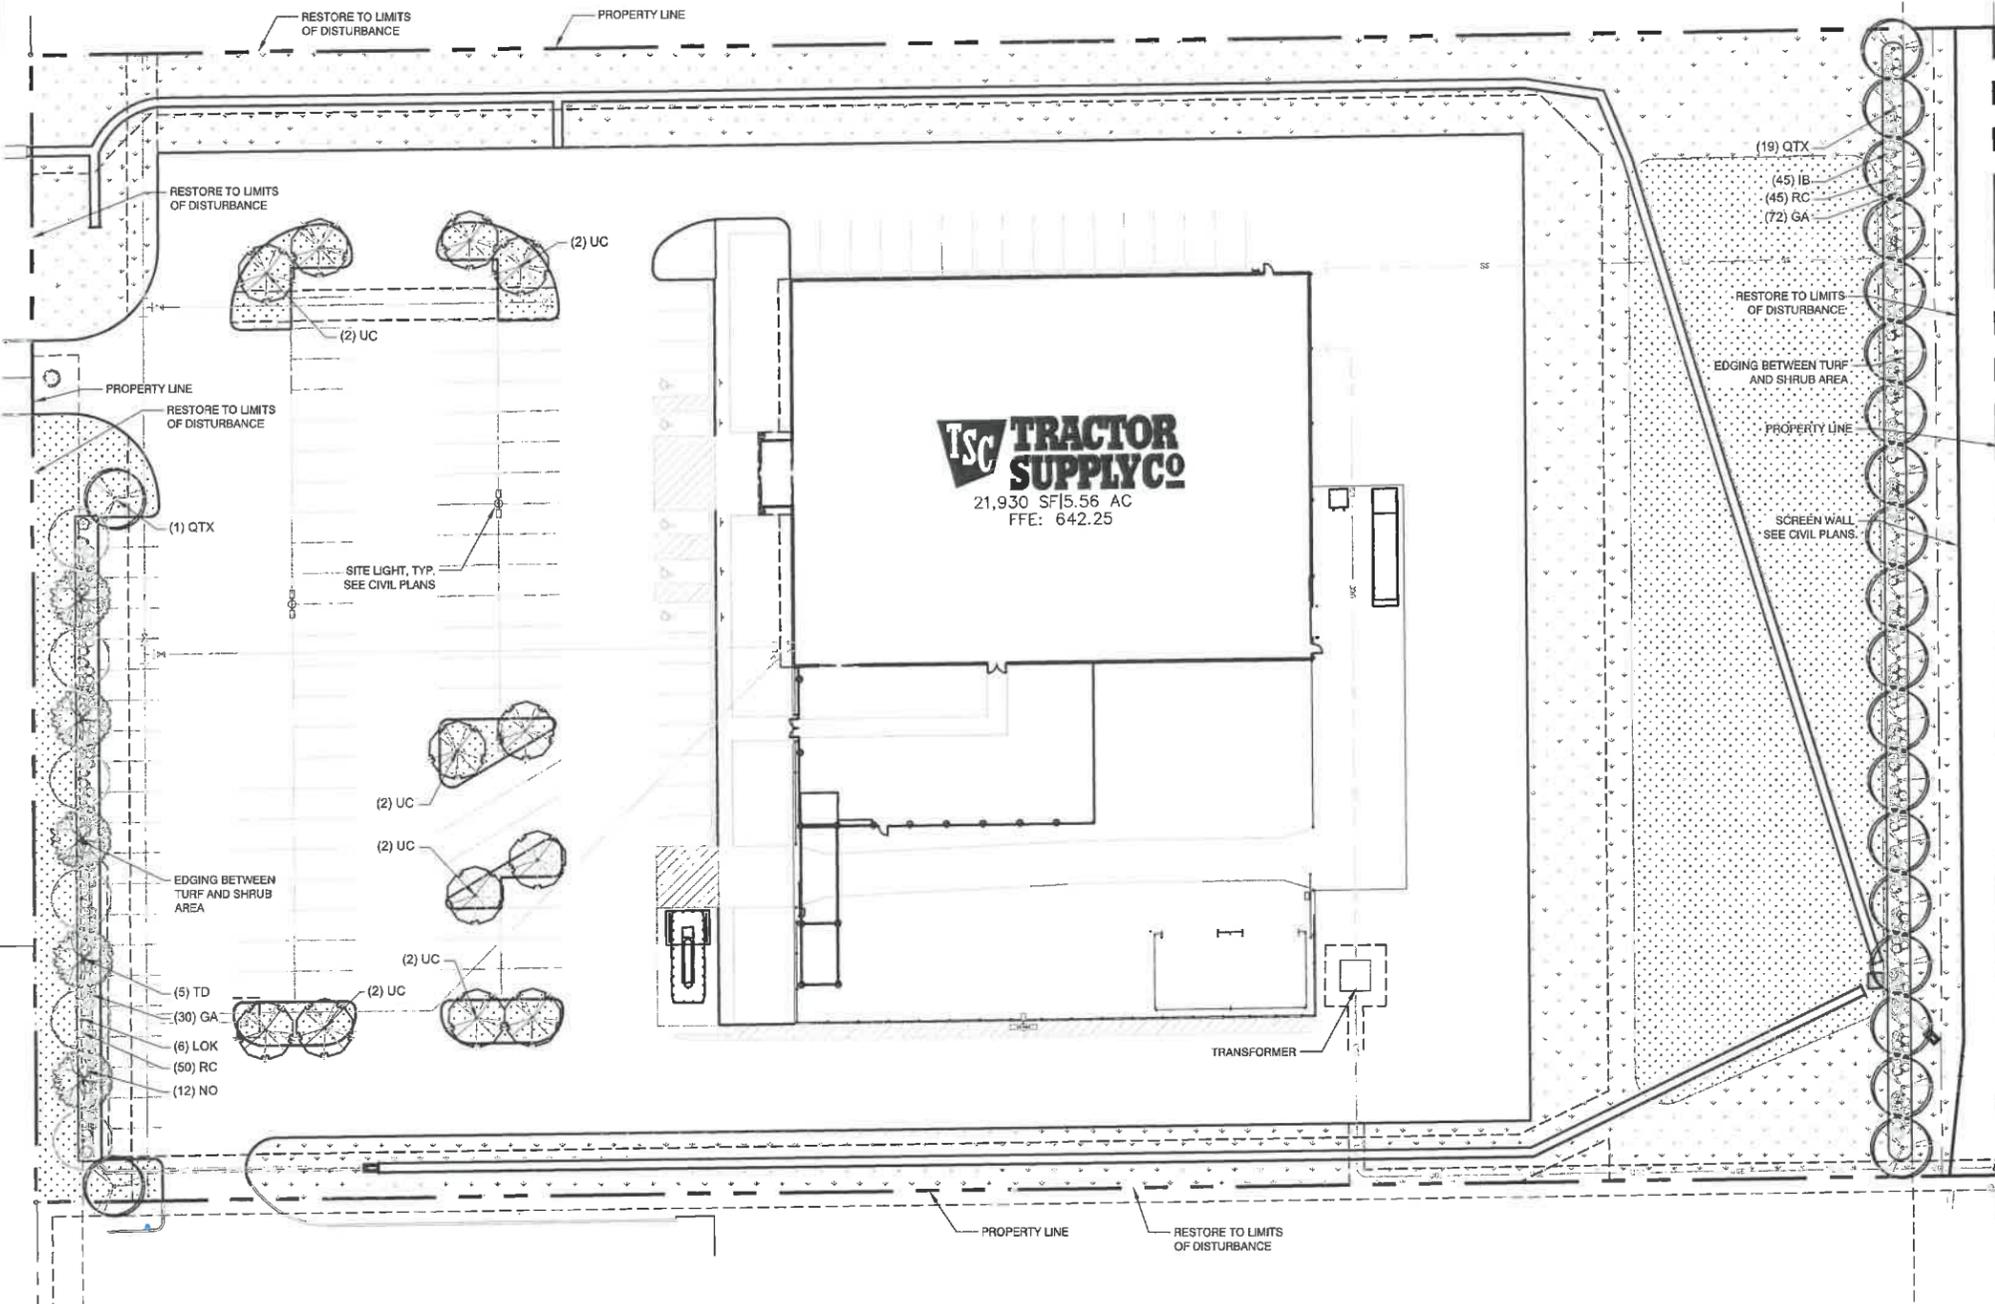 RESTORE TO LIMITS
OF DISTURBANCE
PROPERTY LINE
RESTORE TO LIMITS
OF DISTURBANCE
(2) UC
(2) UC
PROPERTY LINE
RESTORE TO LIMITS
OF DISTURBANCE
(1) QTX
SITE LIGHT, TYP.
SEE CIVIL PLANS
TSC
TRACTOR
SUPPLY CO
21,930 SF|5.56 AC
FFE: 642.25
(19) QTX
(45) IB
(45) RC
(72) GA
SS
RESTORE TO LIMITS
OF DISTURBANCE
EDGING BETWEEN TURF
AND SHRUB AREA
PROPERTY LINE
SCREEN WALL
SEE CIVIL PLANS.
(2) UC
(2) UC
EDGING BETWEEN
TURF AND SHRUB
AREA
(2) UC
(2) UC
(5) TD
(30) GA
(6) LOK
(50) RC
(12) NO
TRANSFORMER
PROPERTY LINE
RESTORE TO LIMITS
OF DISTURBANCE